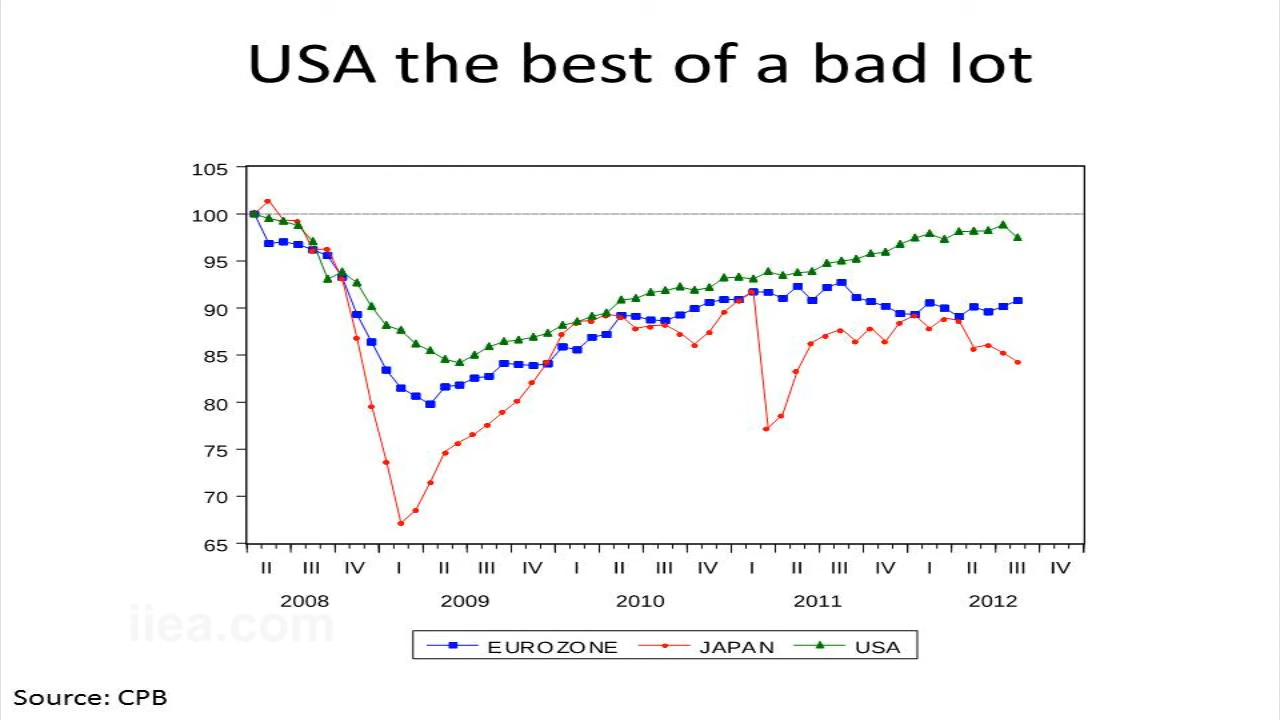 USA the best of a bad lot
105
100
95
90
85
80
75
70
65
II III IV I II III IV I II III IV I II III IV I II III IV
2008 2009 2010 2011 2012
iiea.com
EUROZONE JAPAN USA
Source: CPB